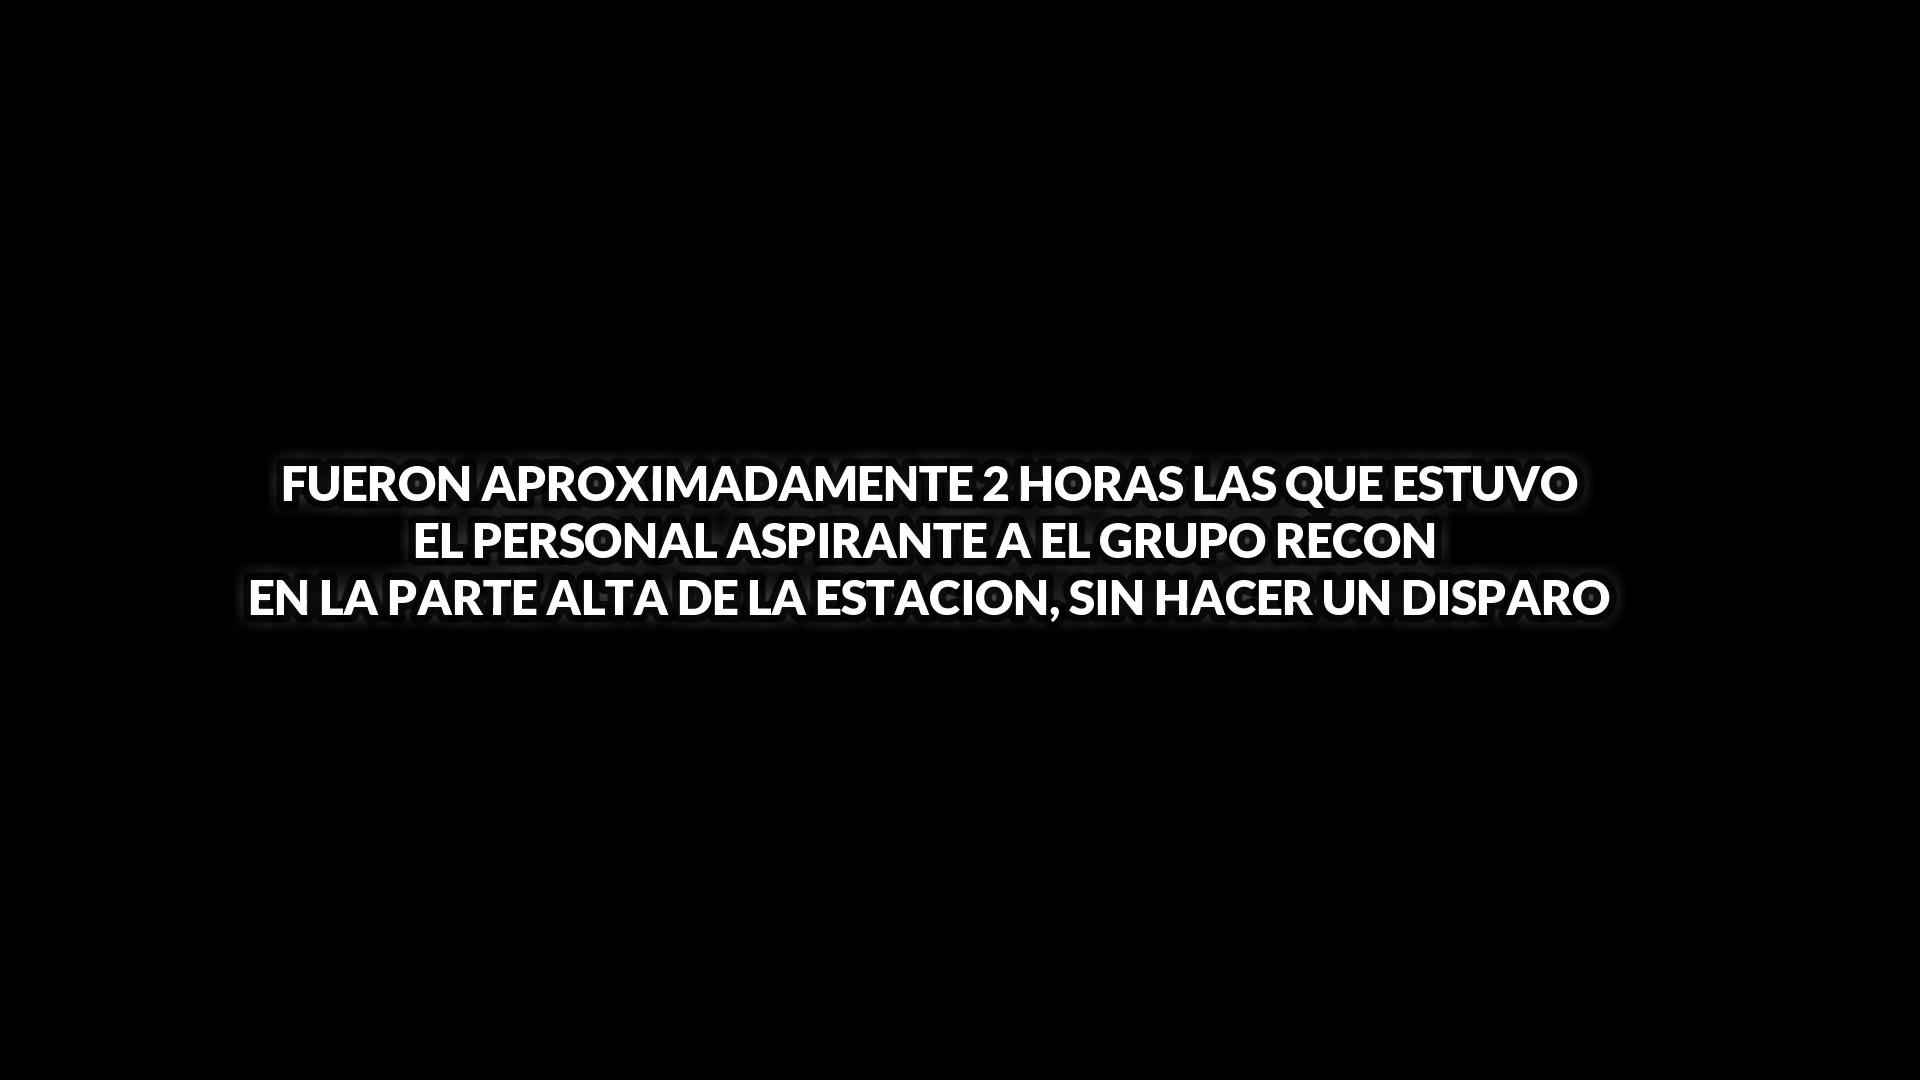 FUERON APROXIMADAMENTE 2 HORAS LAS QUE ESTUVO
EL PERSONAL ASPIRANTE A EL GRUPO RECON
EN LA PARTE ALTA DE LA ESTACION, SIN HACER UN DISPARO